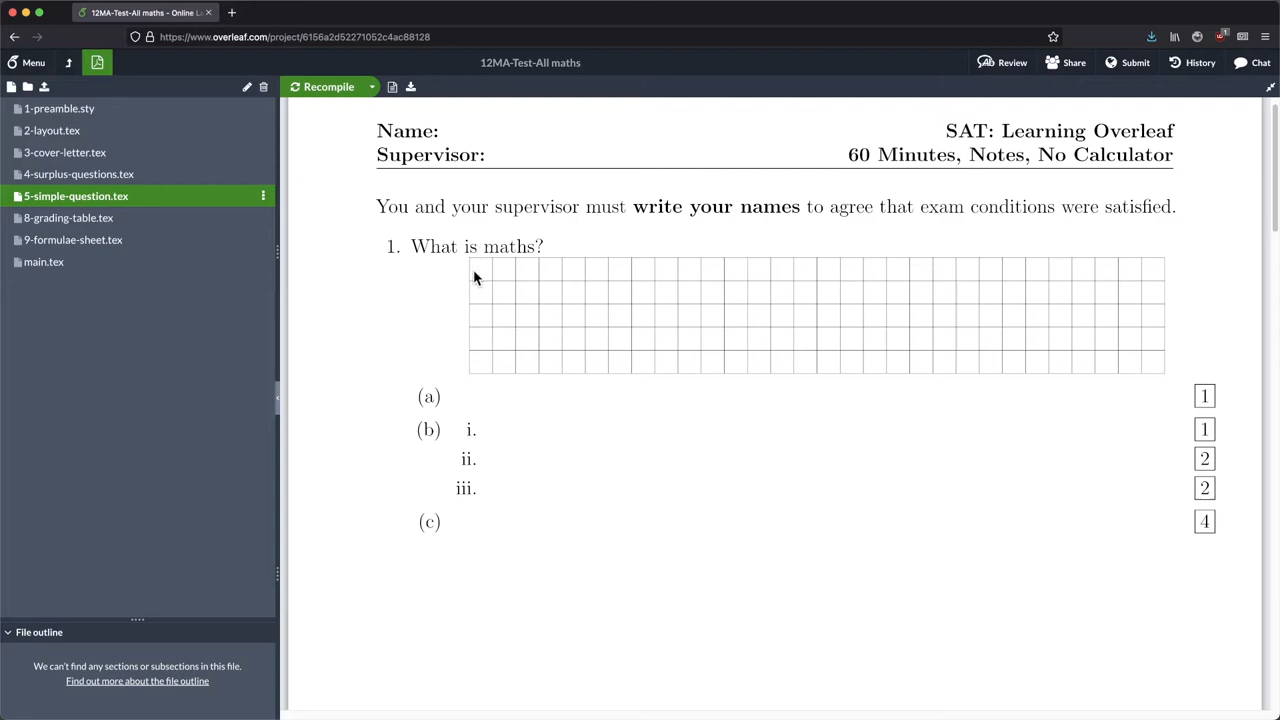 12MA-Test-All maths - Online L
https://www.overleaf.com/project/6156a2d52271052c4ac88128
1
Menu
12MA-Test-All maths
Review
Share
Submit
History
Chat
Recompile
1-preamble.sty
2-layout.tex
3-cover-letter.tex
4-surplus-questions.tex
5-simple-question.tex
8-grading-table.tex
9-formulae-sheet.tex
main.tex
File outline
We can't find any sections or subsections in this file.
Find out more about the file outline
Name: SAT: Learning Overleaf
Supervisor: 60 Minutes, Notes, No Calculator
You and your supervisor must write your names to agree that exam conditions were satisfied.
1. What is maths?
(a) 1
(b) i. 1
ii. 2
iii. 2
(c) 4